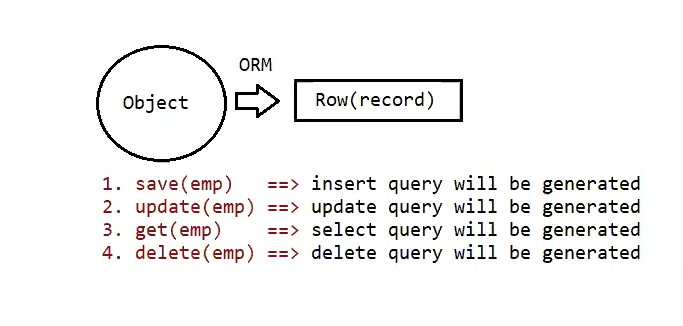 ORM
Object
Row(record)
1. save(emp)   ==> insert query will be generated
2. update(emp) ==> update query will be generated
3. get(emp)    ==> select query will be generated
4. delete(emp) ==> delete query will be generated